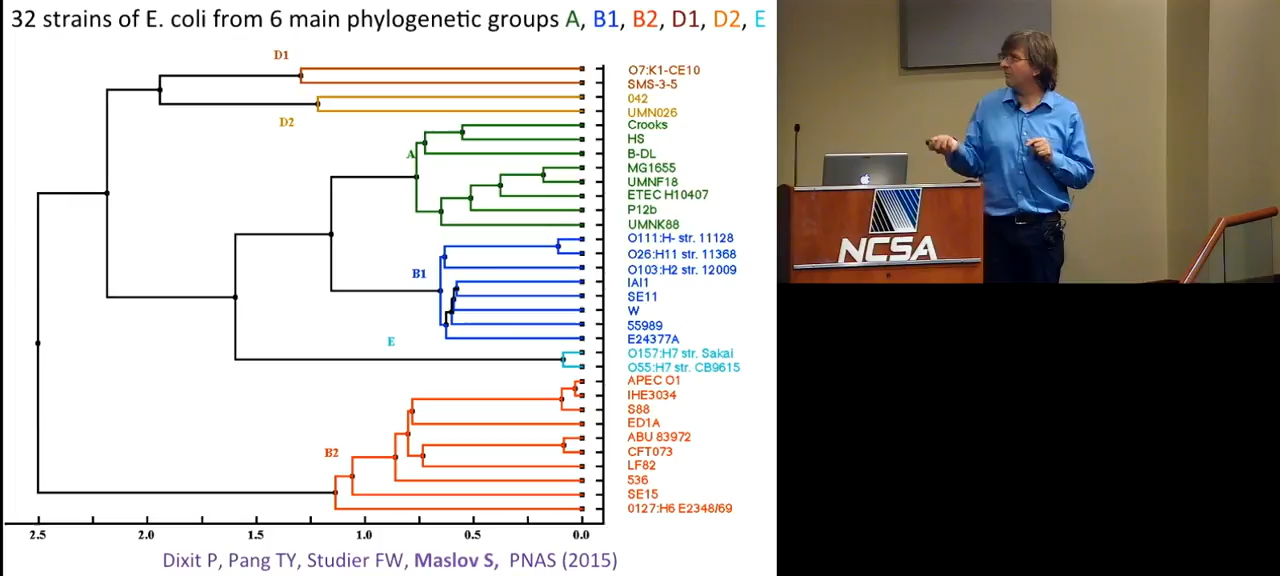 32 strains of E. coli from 6 main phylogenetic groups A, B1, B2, D1, D2, E
D1
O7:K1-CE10
SMS-3-5
042
UMN026
D2
Crooks
HS
A
B-DL
MG1655
UMNF18
ETEC H10407
P12b
UMNK88
O111:H- str. 11128
O26:H11 str. 11368
B1
O103:H2 str. 12009
IAI1
SE11
W
55989
E24377A
E
O157:H7 str. Sakai
O55:H7 str. CB9615
APEC O1
IHE3034
S88
ED1A
ABU 83972
B2
CFT073
LF82
536
SE15
0127:H6 E2348/69
2.5 2.0 1.5 1.0 0.5 0.0
Dixit P, Pang TY, Studier FW, Maslov S, PNAS (2015)
NCSA